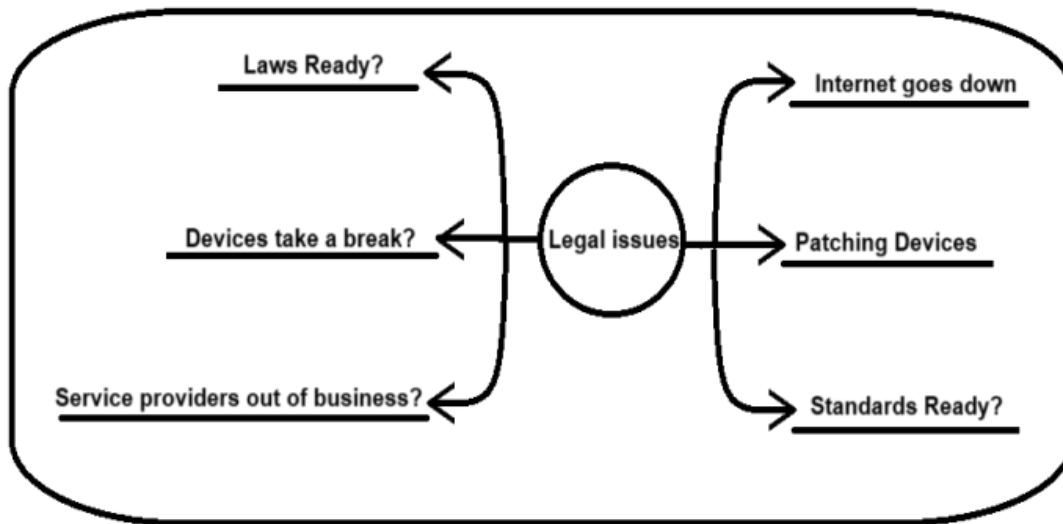 Laws Ready?
Internet goes down
Devices take a break?
Legal issues
Patching Devices
Service providers out of business?
Standards Ready?